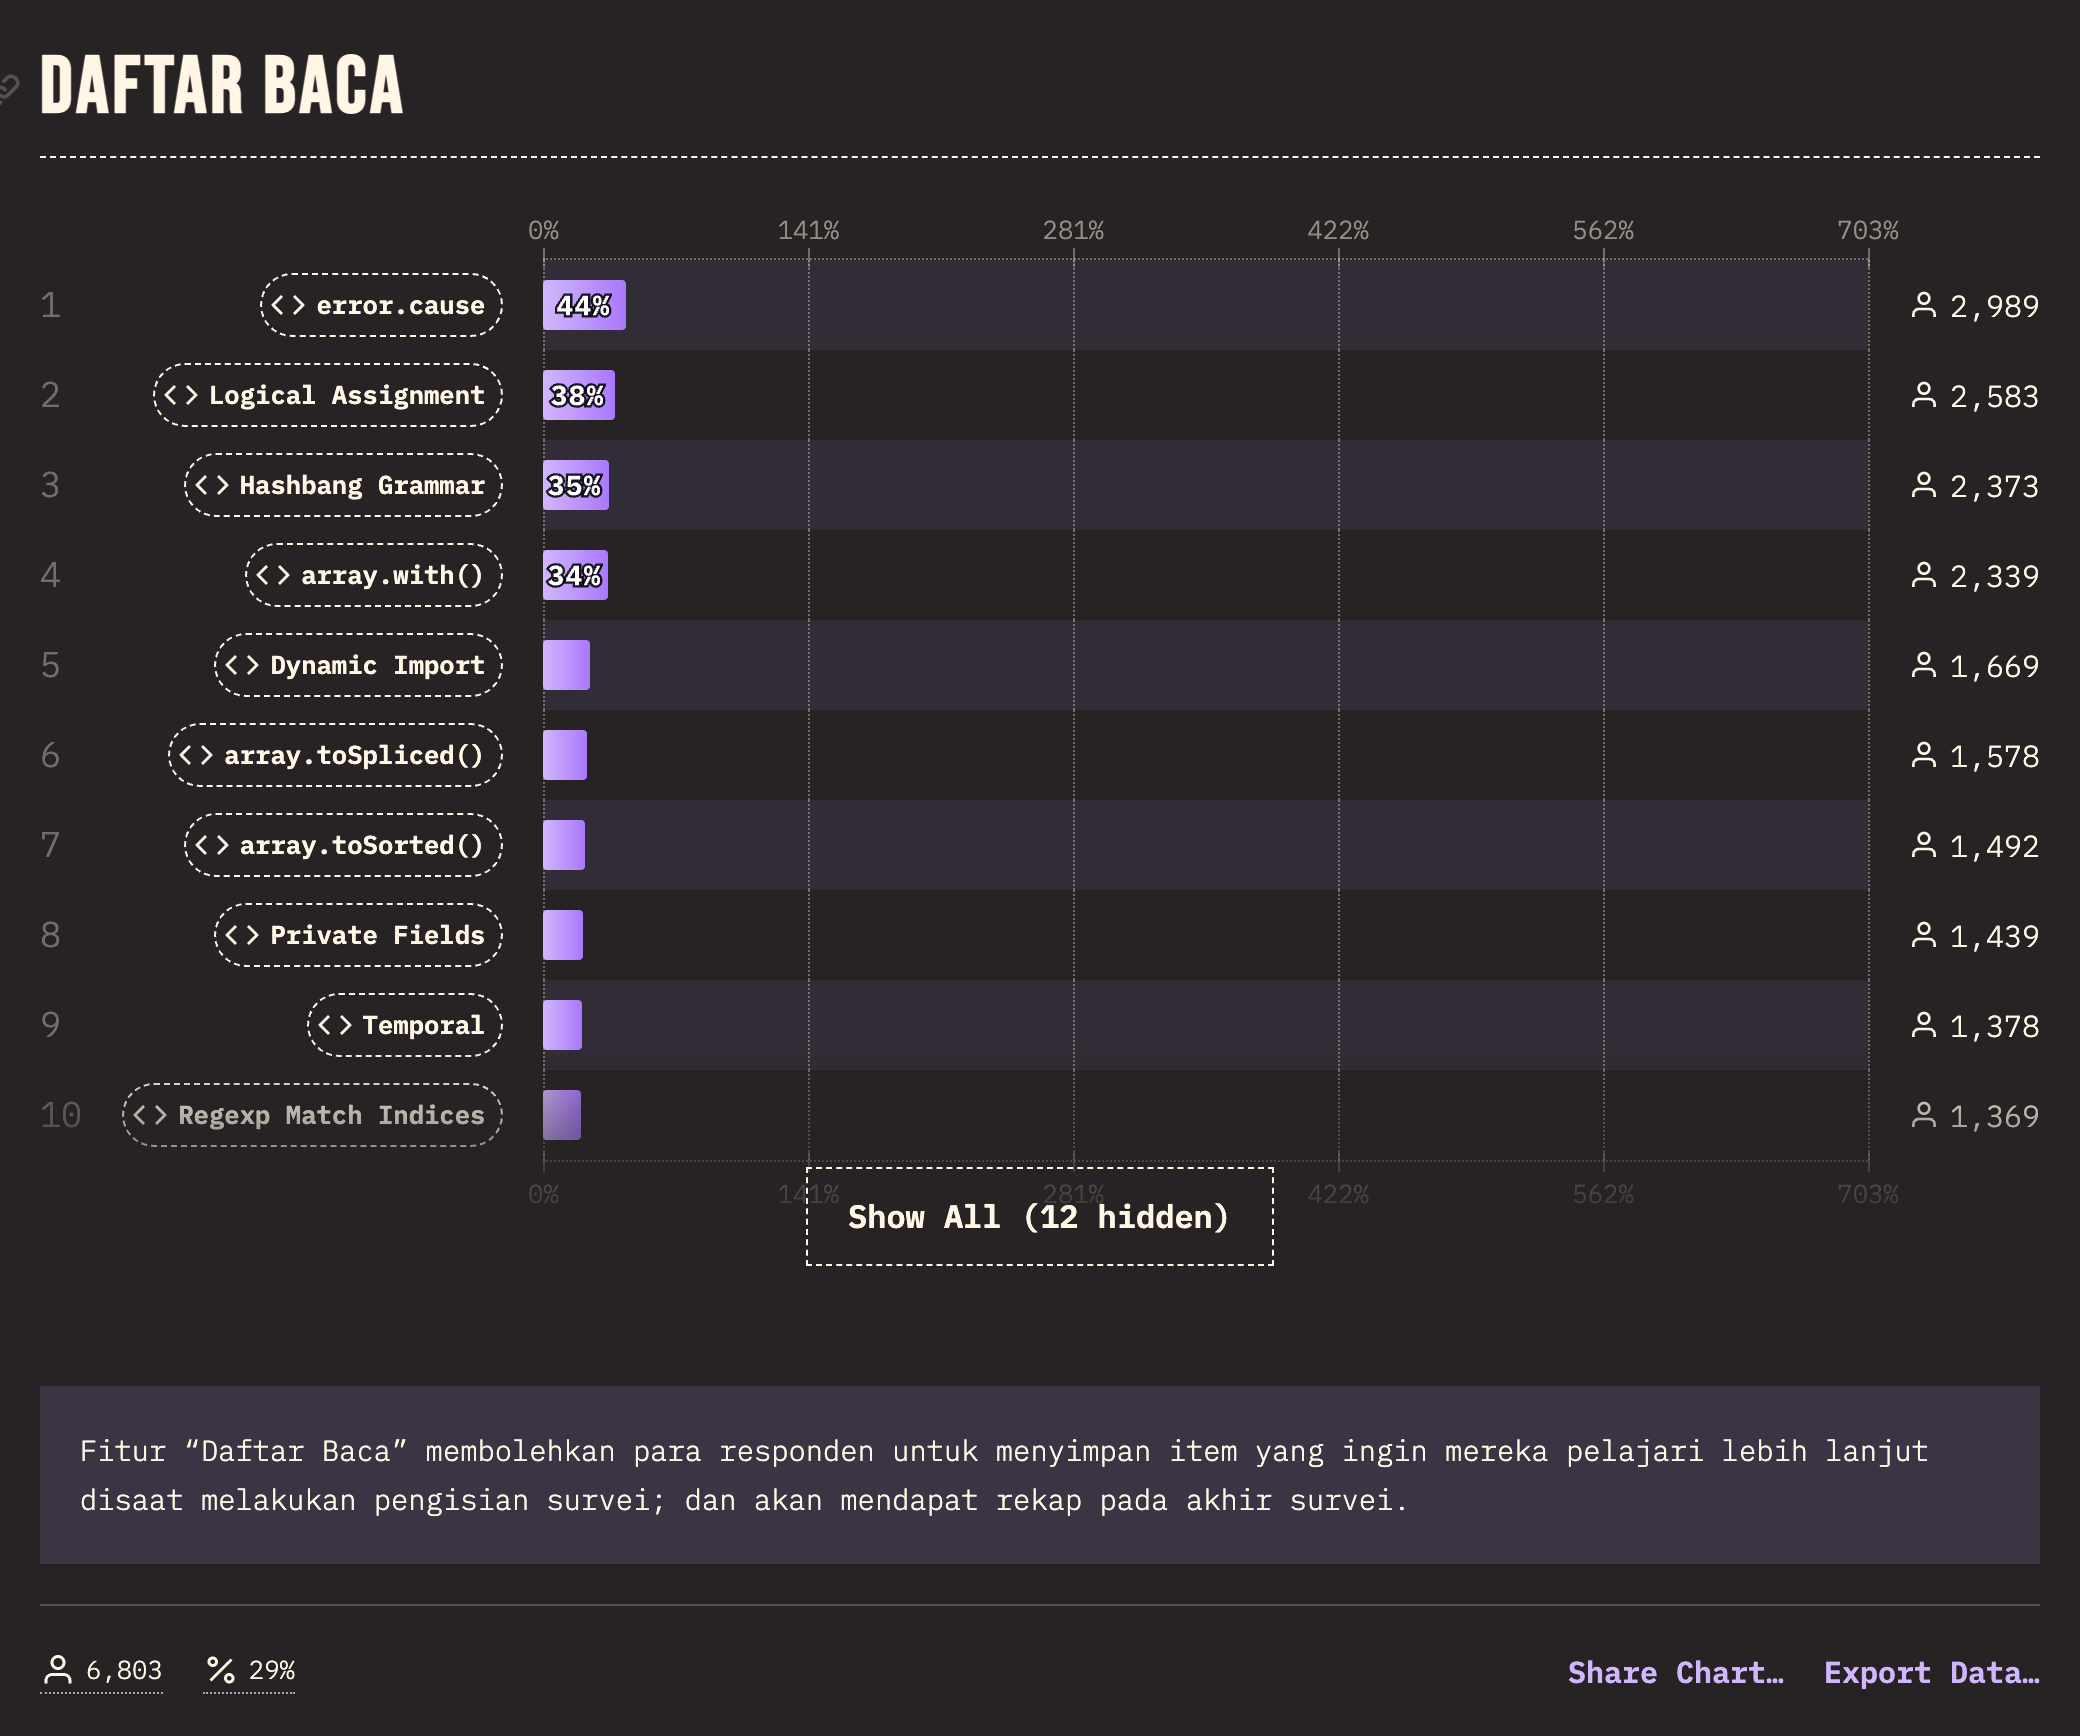 DAFTAR BACA
0% 141% 281% 422% 562% 703%
1 <> error.cause 44% 2,989
2 <> Logical Assignment 38% 2,583
3 <> Hashbang Grammar 35% 2,373
4 <> array.with() 34% 2,339
5 <> Dynamic Import 1,669
6 <> array.toSpliced() 1,578
7 <> array.toSorted() 1,492
8 <> Private Fields 1,439
9 <> Temporal 1,378
10 <> Regexp Match Indices 1,369
0% 141% 281% 422% 562% 703%
Show All (12 hidden)
Fitur “Daftar Baca” membolehkan para responden untuk menyimpan item yang ingin mereka pelajari lebih lanjut
disaat melakukan pengisian survei; dan akan mendapat rekap pada akhir survei.
6,803 % 29% Share Chart… Export Data…